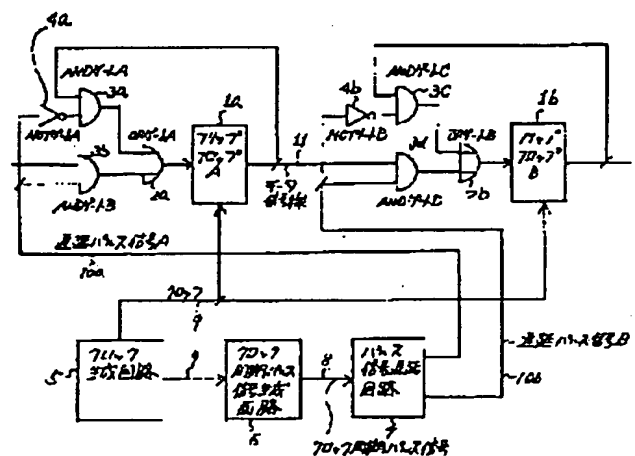 4a
ANDゲートA
3a
1a
ANDゲートC
4b
3c
1b
NOTゲートA
ORゲートA
フリップ
フロップ
A
11
NOTゲートB
3d
ORゲートB
フリップ
フロップ
B
3b
2a
データ
信号線
2b
ANDゲートB
ANDゲートD
遅延パルス信号A
10a
クロック
9
5
クロック
生成回路
9
クロック
同期パルス
信号生成
回路
6
8
パルス
信号遅延
回路
7
遅延パルス信号B
10b
クロック同期パルス信号